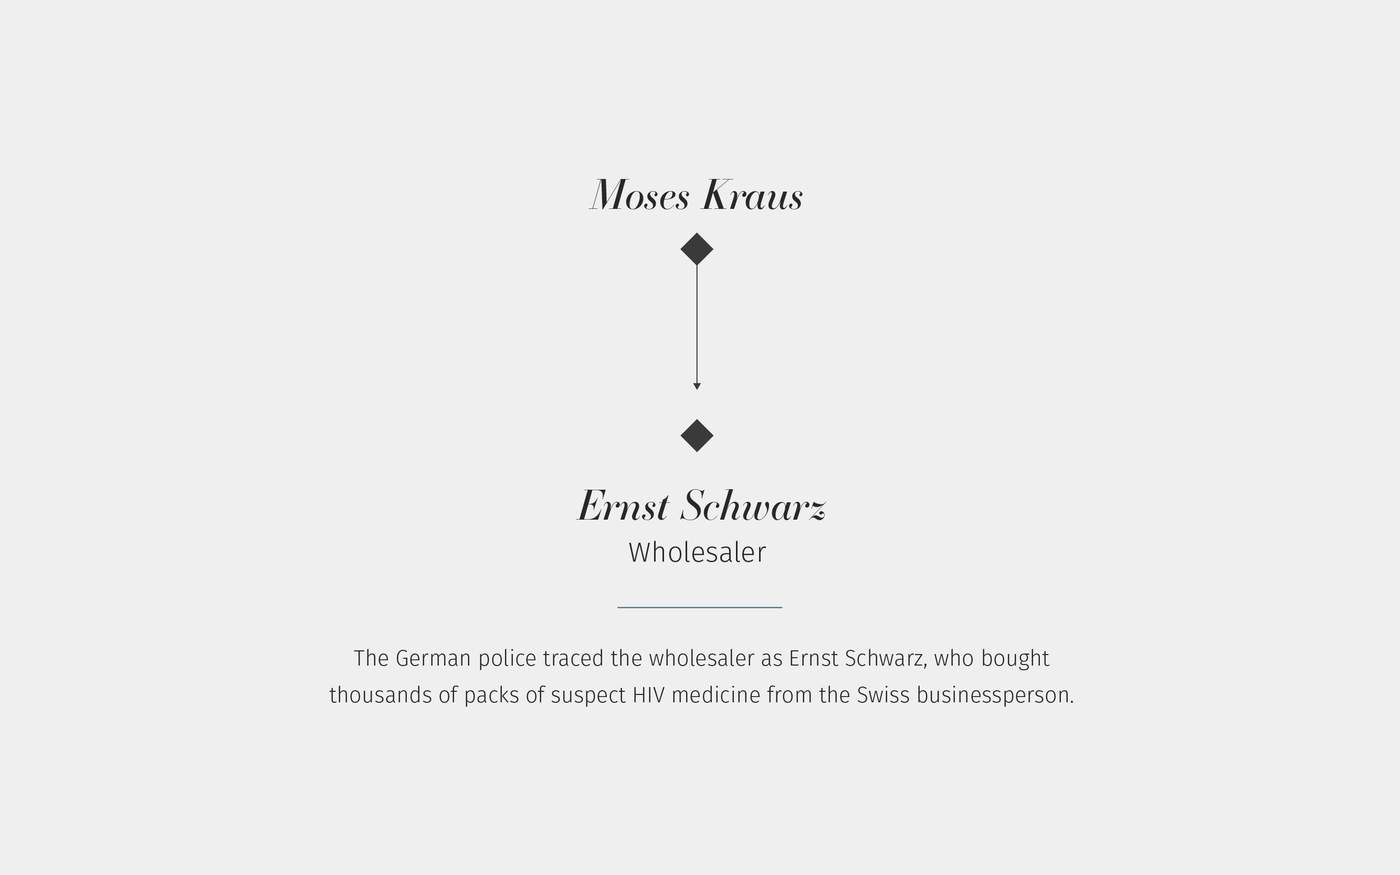 Moses Kraus
Ernst Schwarz
Wholesaler
The German police traced the wholesaler as Ernst Schwarz, who bought
thousands of packs of suspect HIV medicine from the Swiss businessperson.